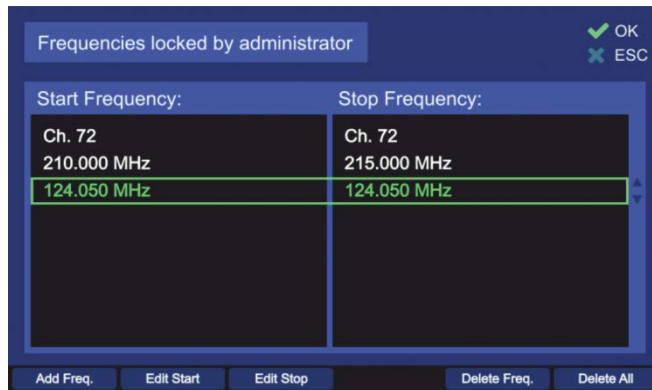 Frequencies locked by administrator
OK
ESC
Start Frequency: Stop Frequency:
Ch. 72 Ch. 72
210.000 MHz 215.000 MHz
124.050 MHz 124.050 MHz
Add Freq. Edit Start Edit Stop Delete Freq. Delete All